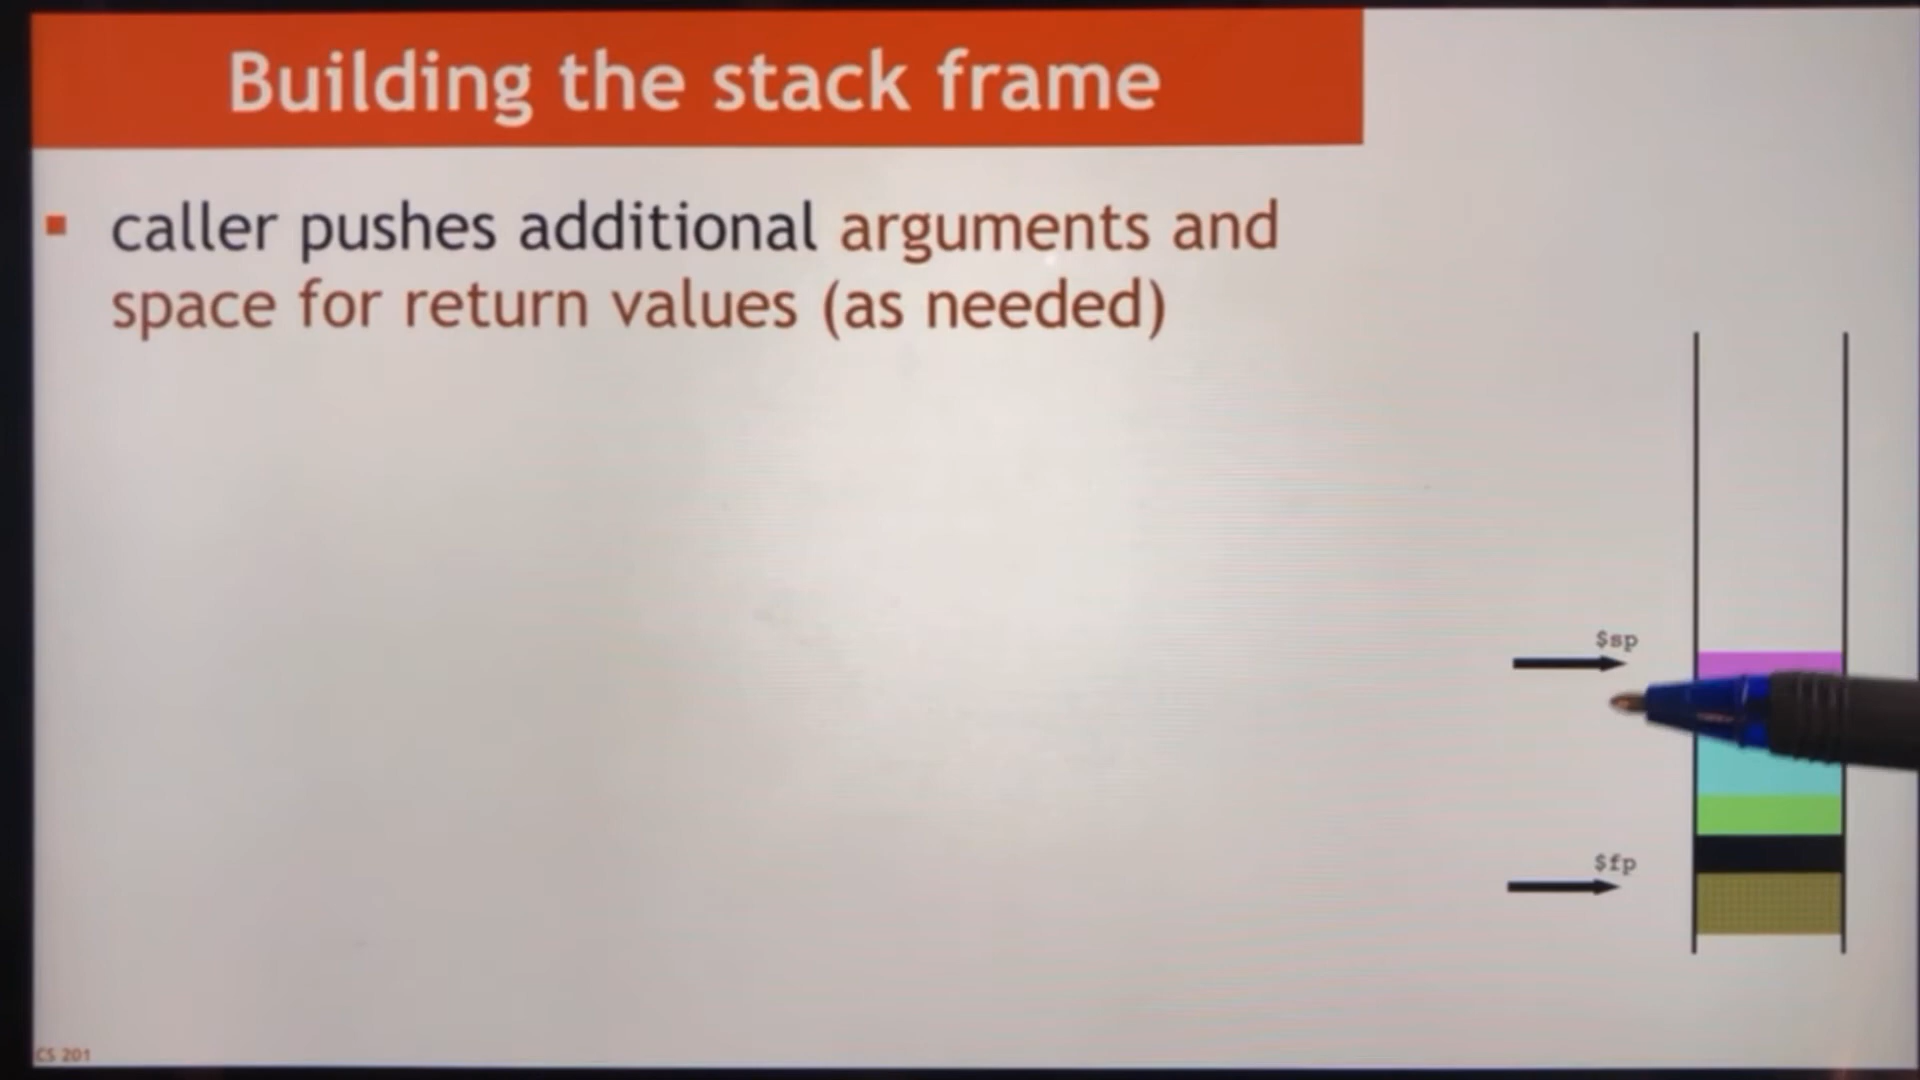 Building the stack frame
caller pushes additional arguments and
space for return values (as needed)
$sp
$fp
CS 201